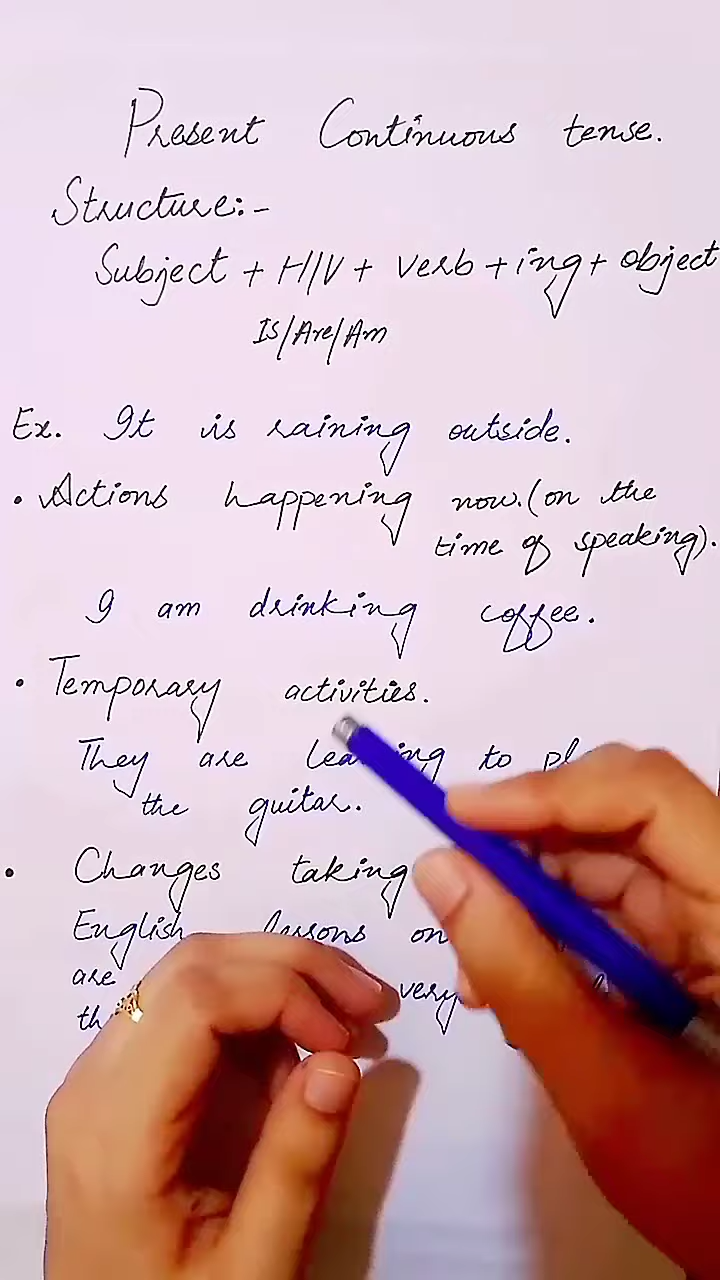 Present Continuous tense.
Structure:-
Subject + H/V + verb + ing + object
Is/Are/Am
Ex. It is raining outside.
• Actions happening now. (on the
time of speaking).
I am drinking coffee.
• Temporary activities.
They are to
the guitar.
• Changes taking
English lessons on
are very